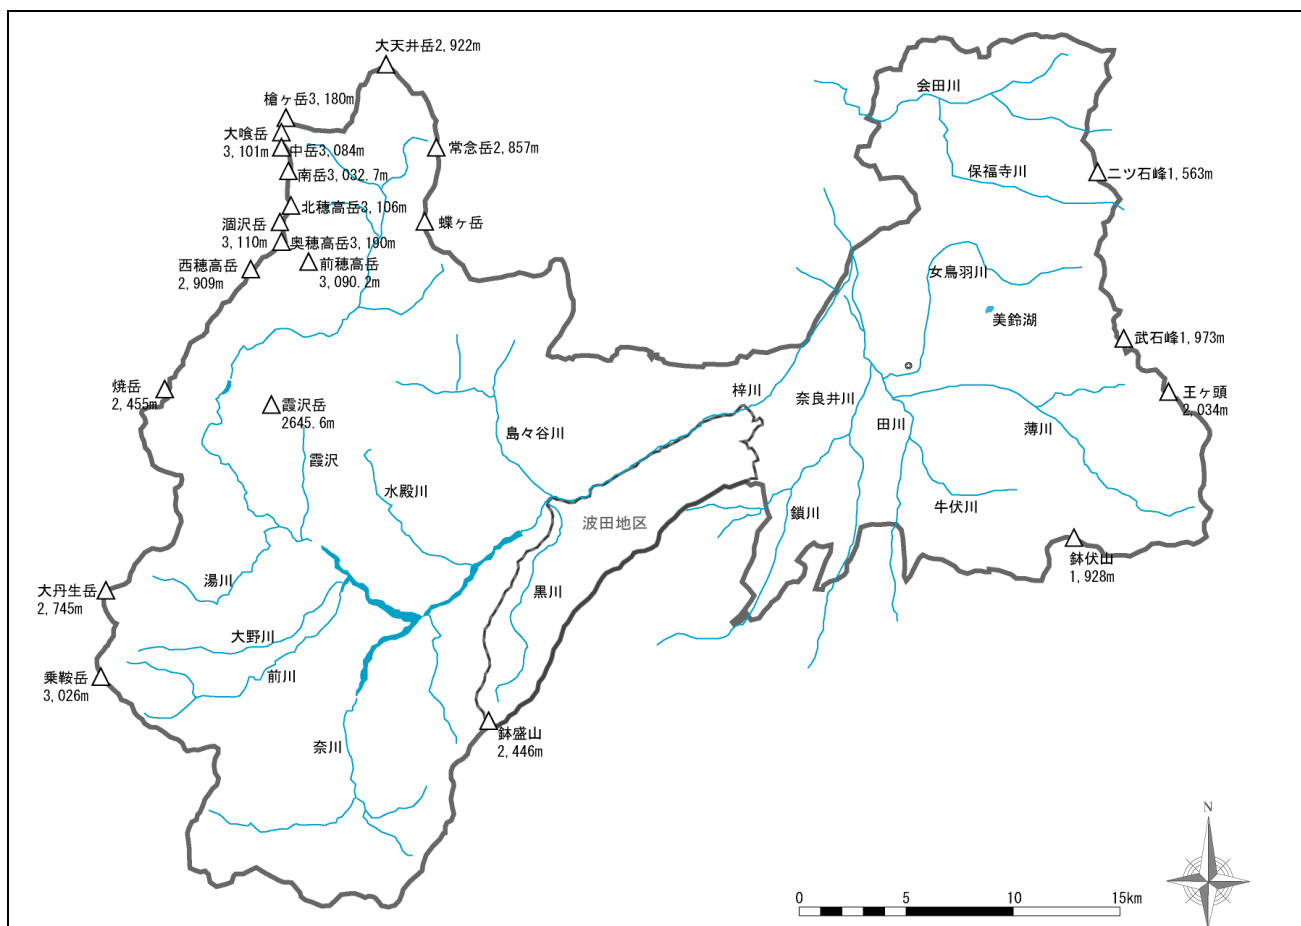 大天井岳2,922m
槍ヶ岳3,180m
大喰岳
3,101m
中岳3,084m
南岳3,032.7m
北穂高岳3,106m
涸沢岳
3,110m
奥穂高岳3,190m
西穂高岳
2,909m
前穂高岳
3,090.2m
常念岳2,857m
蝶ヶ岳
会田川
保福寺川
二ツ石峰1,563m
女鳥羽川
美鈴湖
武石峰1,973m
王ヶ頭
2,034m
焼岳
2,455m
霞沢岳
2645.6m
霞沢
島々谷川
梓川
奈良井川
田川
薄川
水殿川
波田地区
鎖川
牛伏川
鉢伏山
1,928m
湯川
黒川
大丹生岳
2,745m
大野川
前川
乗鞍岳
3,026m
鉢盛山
2,446m
奈川
N
0
5
10
15km